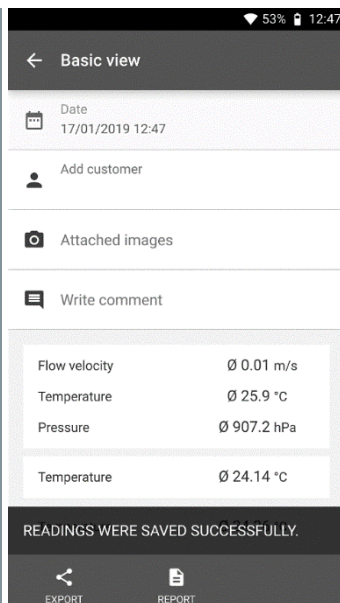 53% 12:47
Basic view
Date
17/01/2019 12:47
Add customer
Attached images
Write comment
Flow velocity Ø 0.01 m/s
Temperature Ø 25.9 °C
Pressure Ø 907.2 hPa
Temperature Ø 24.14 °C
READINGS WERE SAVED SUCCESSFULLY.
EXPORT REPORT